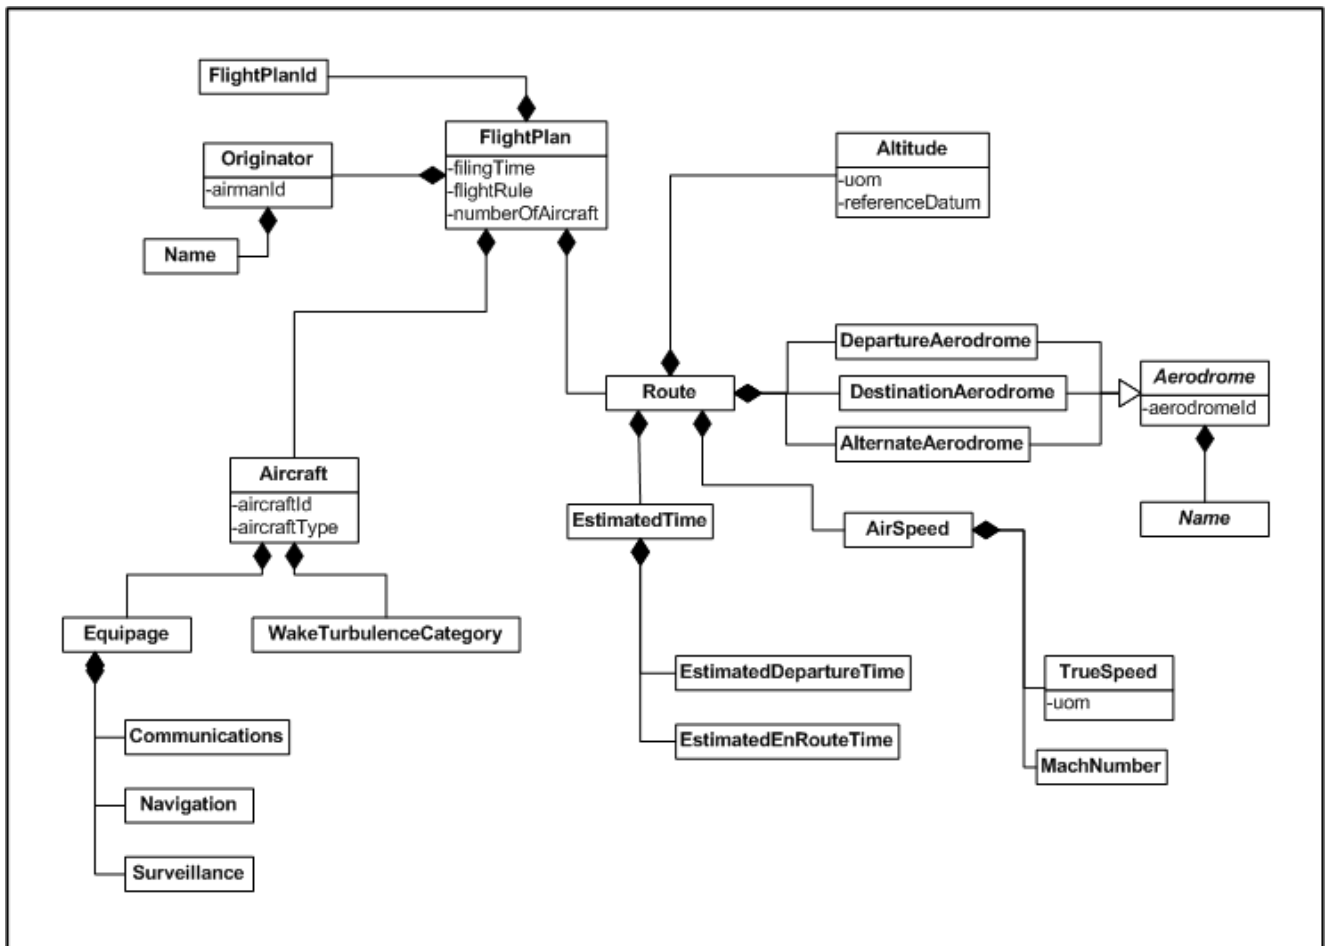 FlightPlanId
FlightPlan
-filingTime
-flightRule
-numberOfAircraft
Originator
-airmanId
Name
Altitude
-uom
-referenceDatum
DepartureAerodrome
DestinationAerodrome
AlternateAerodrome
Aerodrome
-aerodromeId
Name
Route
Aircraft
-aircraftId
-aircraftType
EstimatedTime
AirSpeed
Equipage
WakeTurbulenceCategory
EstimatedDepartureTime
EstimatedEnRouteTime
TrueSpeed
-uom
MachNumber
Communications
Navigation
Surveillance